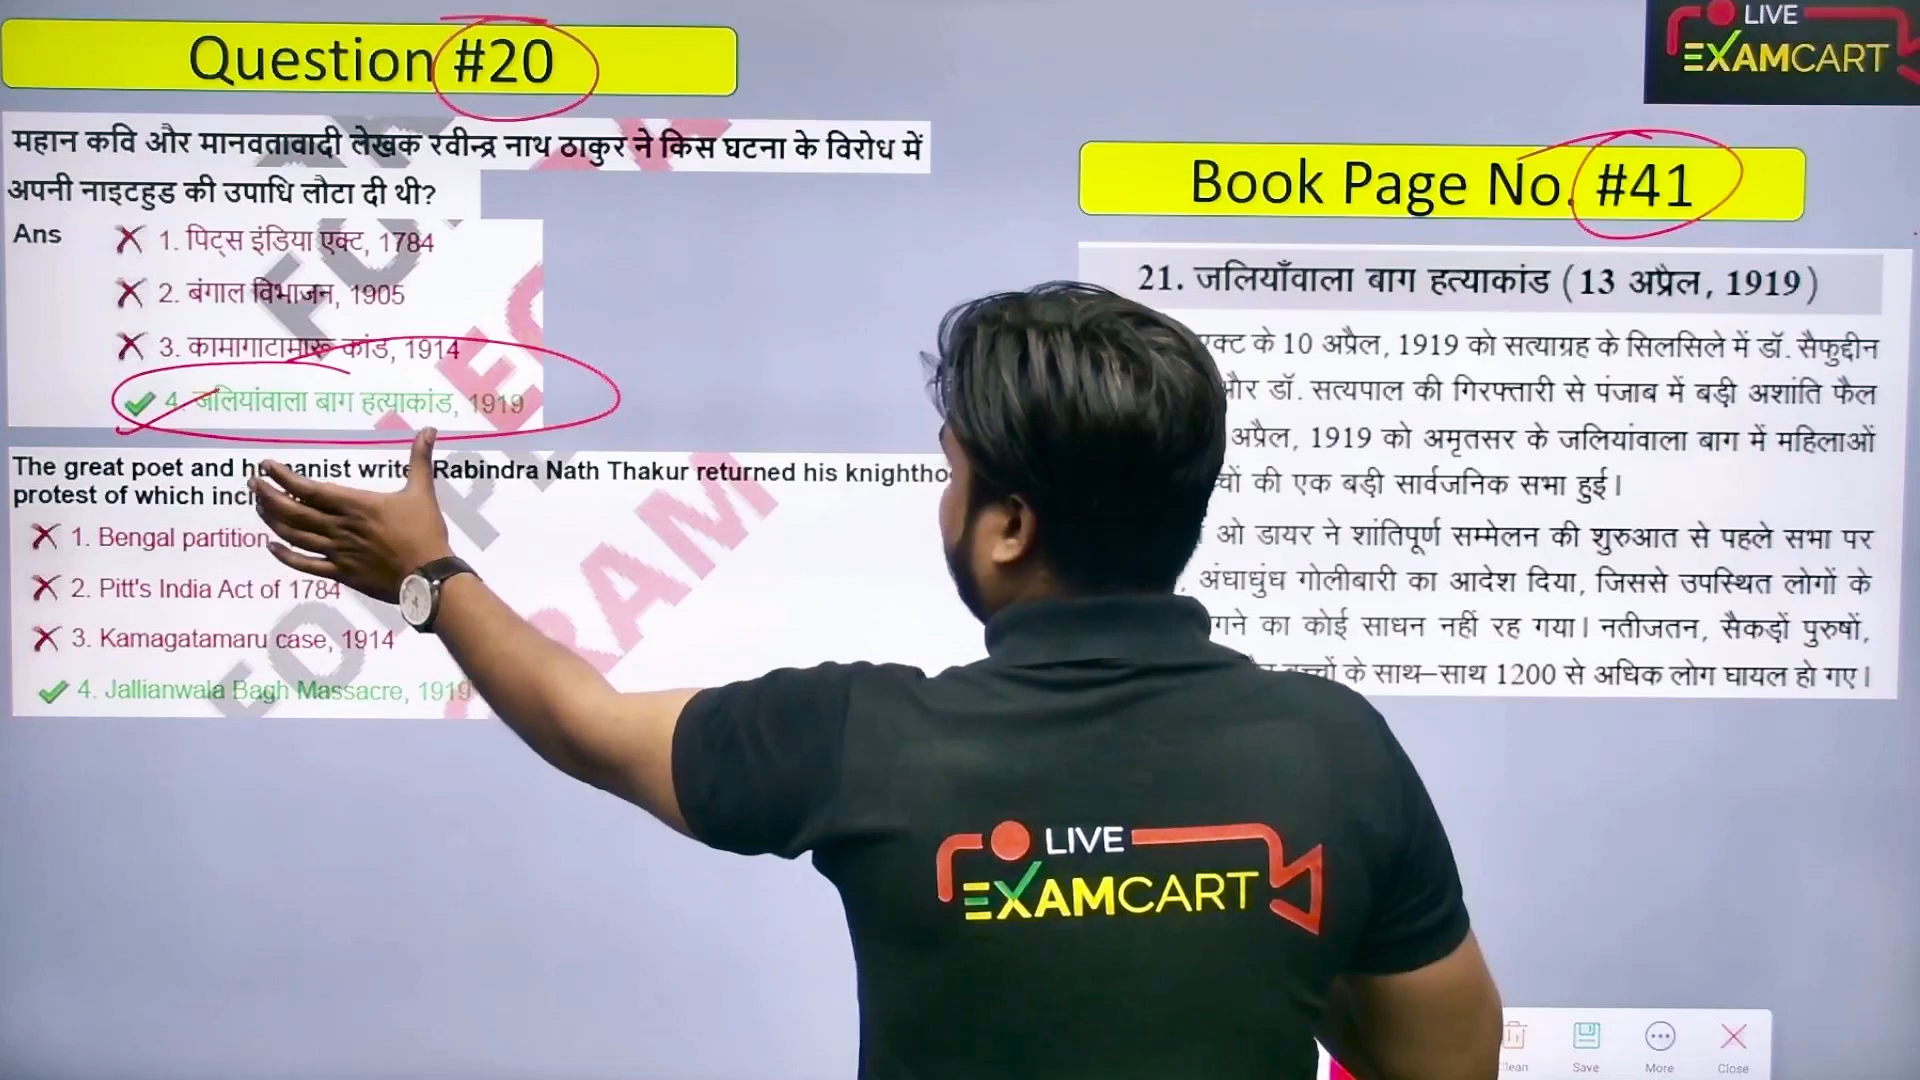 Question #20
महान कवि और मानवतावादी लेखक रवीन्द्र नाथ ठाकुर ने किस घटना के विरोध में
अपनी नाइटहुड की उपाधि लौटा दी थी?
Ans
1. पिट्स इंडिया एक्ट, 1784
2. बंगाल विभाजन, 1905
3. कामागाटामारू कांड, 1914
4. जलियांवाला बाग हत्याकांड, 1919
The great poet and Rabindra Nath Thakur returned his
protest of which
1. Bengal partition
2. Pitt's India Act of 1784
3. Kamagatamaru case, 1914
4. Jallianwala Bagh Massacre, 1919
LIVE
EXAMCART
Book Page No. #41
21. जलियाँवाला बाग हत्याकांड (13 अप्रैल, 1919)
के 10 अप्रैल, 1919 को सत्याग्रह के सिलसिले में डॉ. सैफुद्दीन
और डॉ. सत्यपाल की गिरफ्तारी से पंजाब में बड़ी अशांति फैल
अप्रैल, 1919 को अमृतसर के जलियांवाला बाग में महिलाओं
की एक बड़ी सार्वजनिक सभा हुई।
ओ डायर ने शांतिपूर्ण सम्मेलन की शुरुआत से पहले सभा पर
अंधाधुंध गोलीबारी का आदेश दिया, जिससे उपस्थित लोगों के
का कोई साधन नहीं रह गया। नतीजतन, सैकड़ों पुरुषों,
के साथ-साथ 1200 से अधिक लोग घायल हो गए।
LIVE
EXAMCART
Save
More
Close